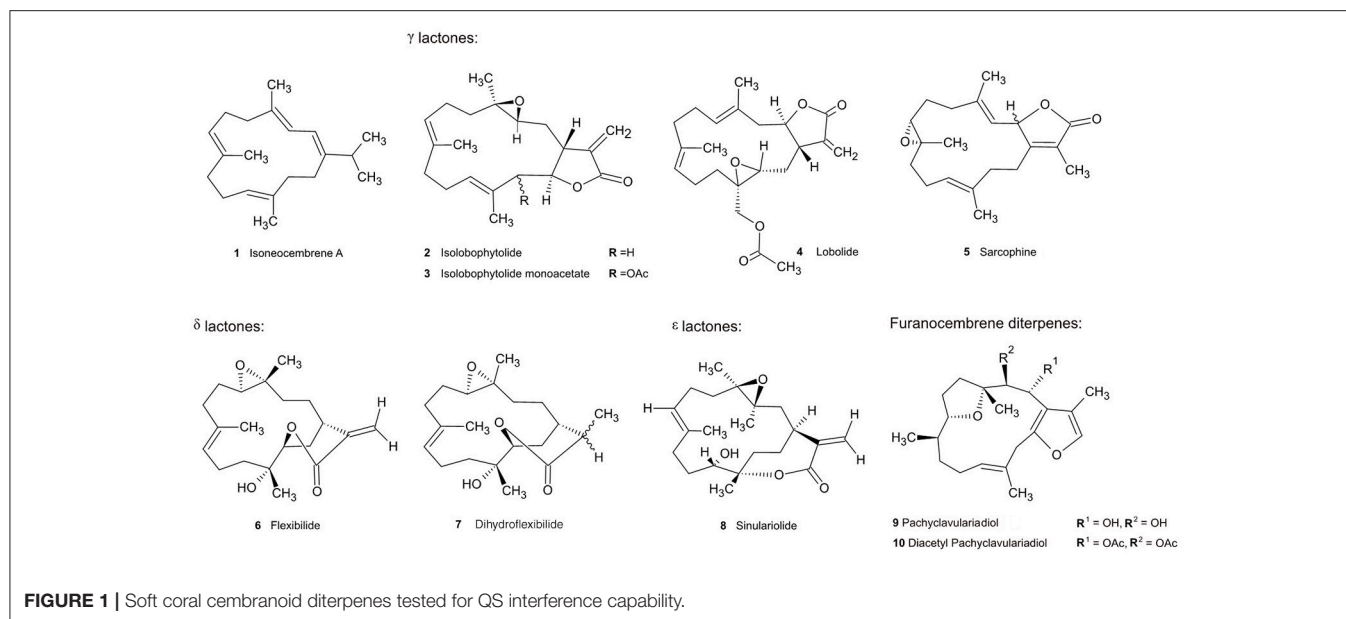 γ lactones:
CH₃
CH₃
CH₃
CH₃
H₃C
1 Isoneocembrene A
H₃C
O
H
H
CH₂
CH₃
O
O
H
R
CH₃
2 Isolobophytolide R =H
3 Isolobophytolide monoacetate R =OAc
CH₃
H
O
O
CH₃
O
H
H
CH₂
O
O
CH₃
4 Lobolide
CH₃
H
O
O
O
CH₃
CH₃
CH₃
5 Sarcophine
δ lactones:
O
CH₃
CH₃
O
H
H
HO
CH₃
O
6 Flexibilide
O
CH₃
CH₃
O
CH₃
H
HO
CH₃
O
7 Dihydroflexibilide
ε lactones:
H₃C
O
H
CH₃
H
H
CH₃
H
OH
H
H₃C
O
O
8 Sinulariolide
Furanocembrene diterpenes:
R²
R¹
CH₃
O
CH₃
H₃C
O
CH₃
9 Pachyclavulariadiol R¹ = OH, R² = OH
10 Diacetyl Pachyclavulariadiol R¹ = OAc, R² = OAc
FIGURE 1 | Soft coral cembranoid diterpenes tested for QS interference capability.